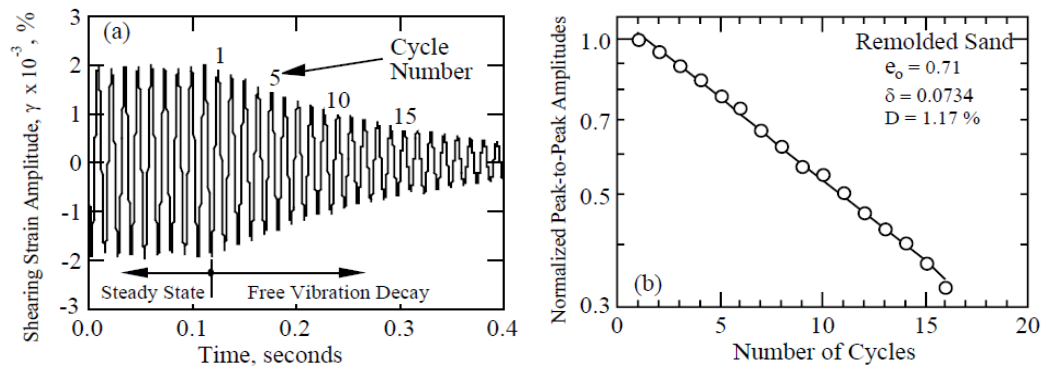 (a)
Shearing Strain Amplitude, γ x 10⁻³ , %
3
2
1
0
-1
-2
-3
1
5
10
15
Cycle
Number
Steady State
Free Vibration Decay
0.0
0.1
0.2
0.3
0.4
Time, seconds
(b)
Normalized Peak-to-Peak Amplitudes
1.0
0.7
0.5
0.3
Remolded Sand
eₒ = 0.71
δ = 0.0734
D = 1.17 %
0
5
10
15
20
Number of Cycles